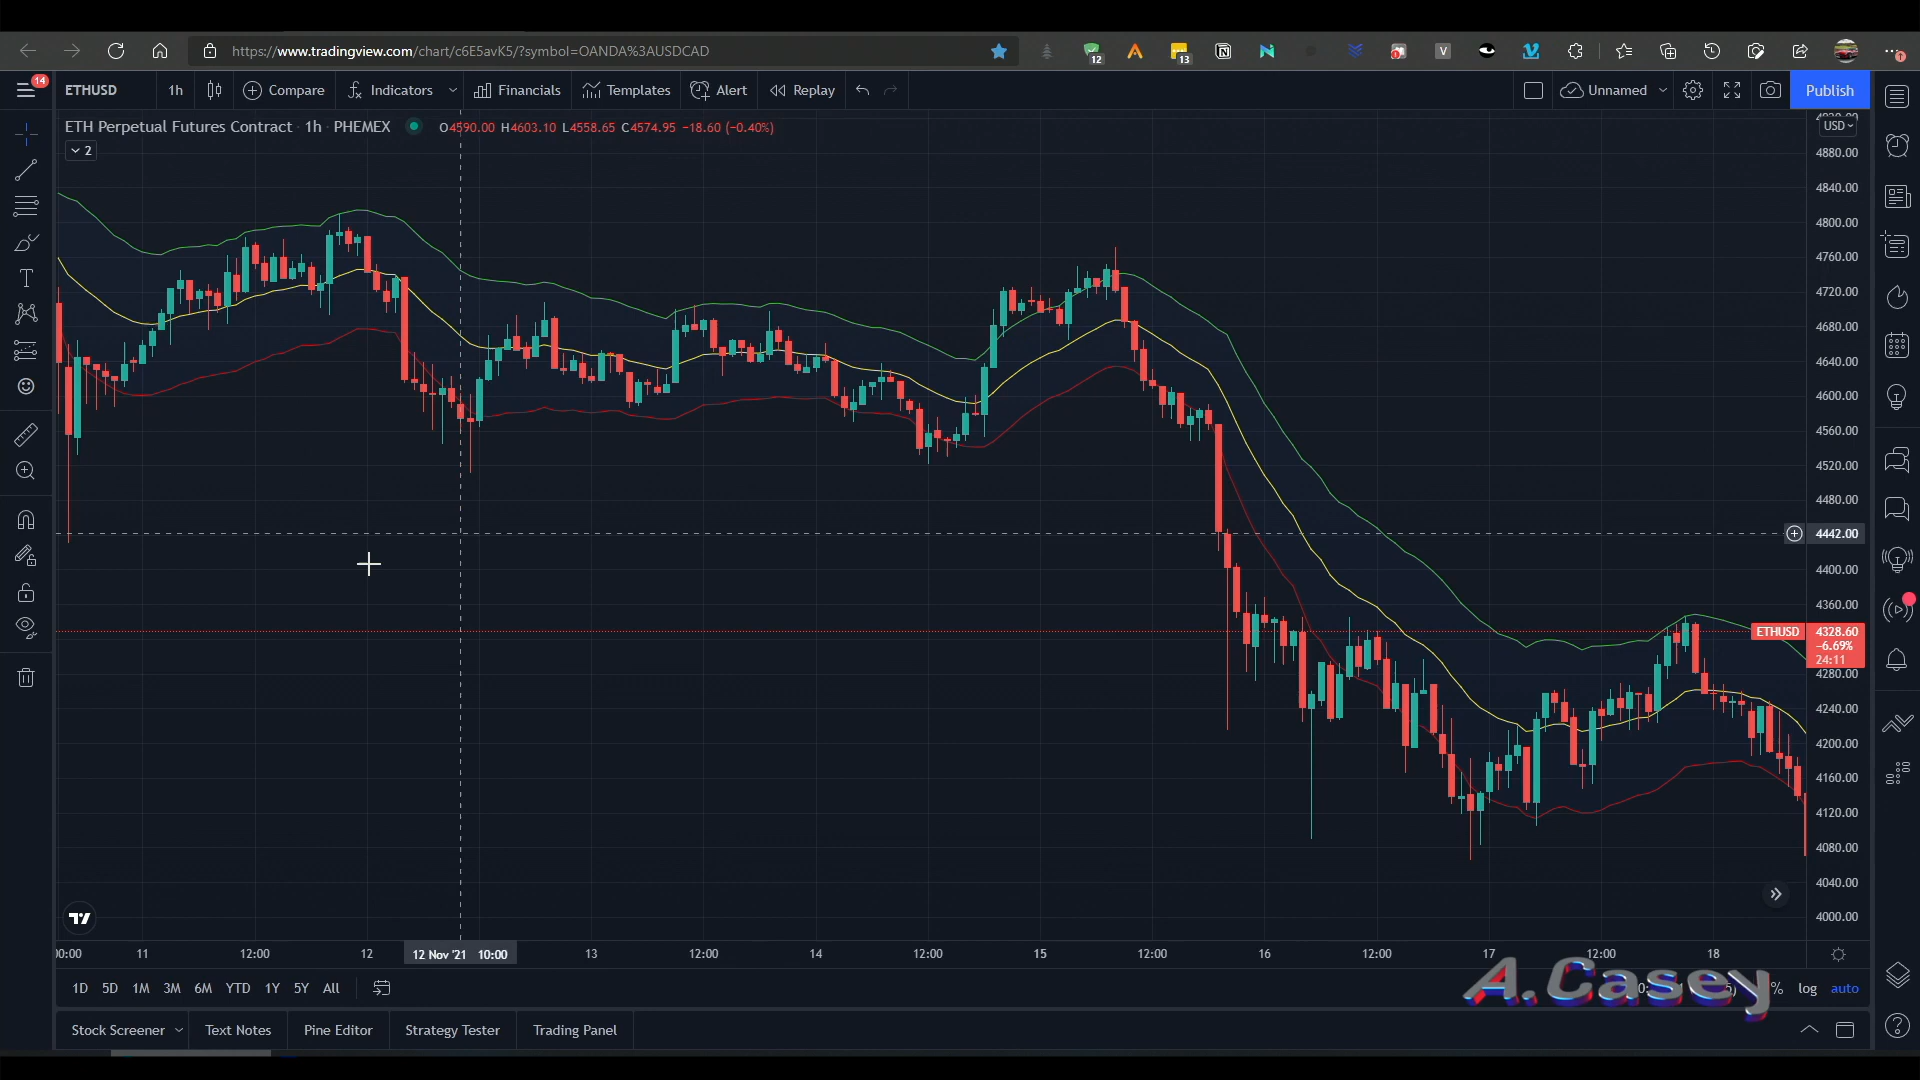 https://www.tradingview.com/chart/c6E5avK5/?symbol=OANDA%3AUSDCAD
12
13
V
14
ETHUSD
1h
Compare
Indicators
Financials
Templates
Alert
Replay
Unnamed
Publish
ETH Perpetual Futures Contract · 1h · PHEMEX
O4590.00 H4603.10 L4558.65 C4574.95 −18.60 (−0.40%)
2
USD
4880.00
4840.00
4800.00
4760.00
4720.00
4680.00
4640.00
4600.00
4560.00
4520.00
4480.00
4442.00
4400.00
4360.00
ETHUSD 4328.60
−6.69%
24:11
4280.00
4240.00
4200.00
4160.00
4120.00
4080.00
4040.00
4000.00
11 12:00 12 12 Nov '21 10:00 13 12:00 14 12:00 15 12:00 16 12:00 17 12:00 18
1D 5D 1M 3M 6M YTD 1Y 5Y All
% log auto
A.Casey
Stock Screener
Text Notes
Pine Editor
Strategy Tester
Trading Panel